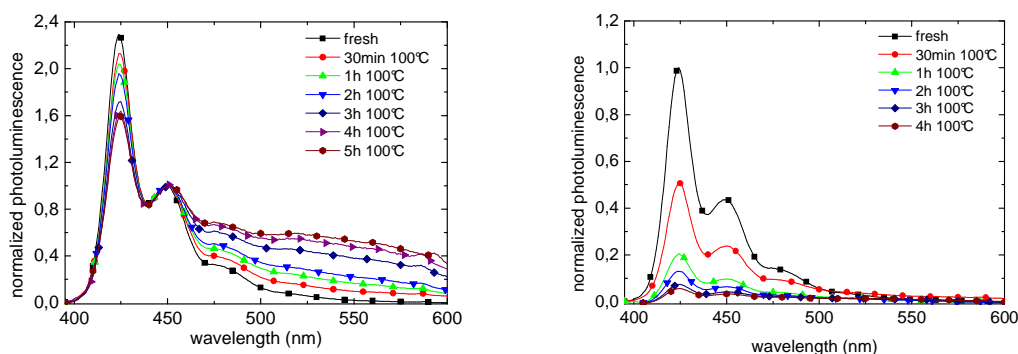 2,4
2,0
1,6
1,2
0,8
0,4
0,0
normalized photoluminescence
400 450 500 550 600
wavelength (nm)
fresh
30min 100°C
1h 100°C
2h 100°C
3h 100°C
4h 100°C
5h 100°C
1,2
1,0
0,8
0,6
0,4
0,2
0,0
normalized photoluminescence
400 450 500 550 600
wavelength (nm)
fresh
30min 100°C
1h 100°C
2h 100°C
3h 100°C
4h 100°C